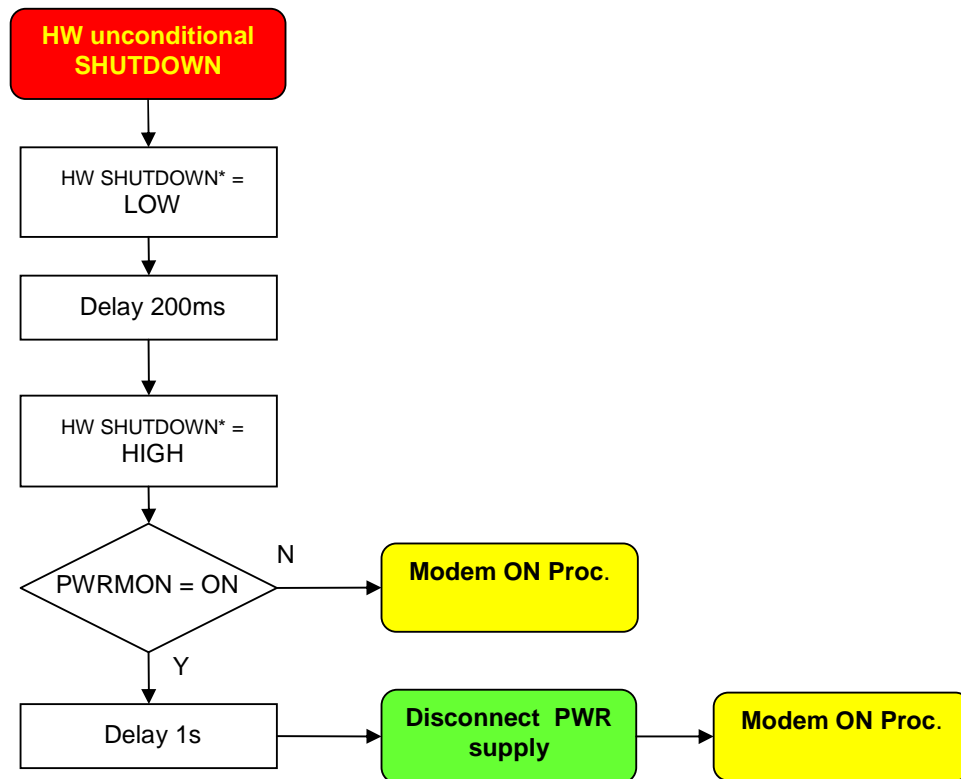 HW unconditional
SHUTDOWN
HW SHUTDOWN* =
LOW
Delay 200ms
HW SHUTDOWN* =
HIGH
PWRMON = ON
N
Modem ON Proc.
Y
Delay 1s
Disconnect PWR
supply
Modem ON Proc.